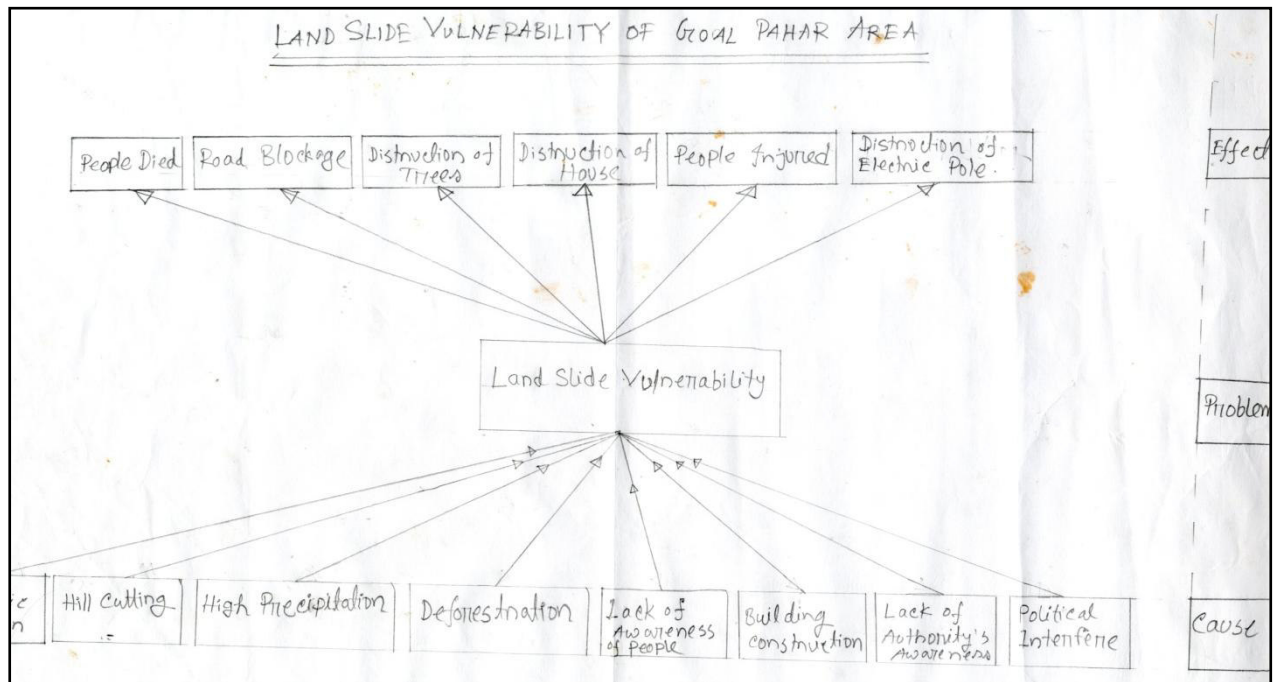 LAND SLIDE VULNERABILITY OF GOAL PAHAR AREA
People Died
Road Blockage
Distruction of
Trees
Distruction of
House
People Injured
Distruction of
Electric Pole.
Effect
Land Slide Vulnerability
Problem
Hill Cutting
High Precipitation
Deforestration
Lack of
Awareness
of People
Building
construction
Lack of
Authority's
Awareness
Political
Interfere
Cause